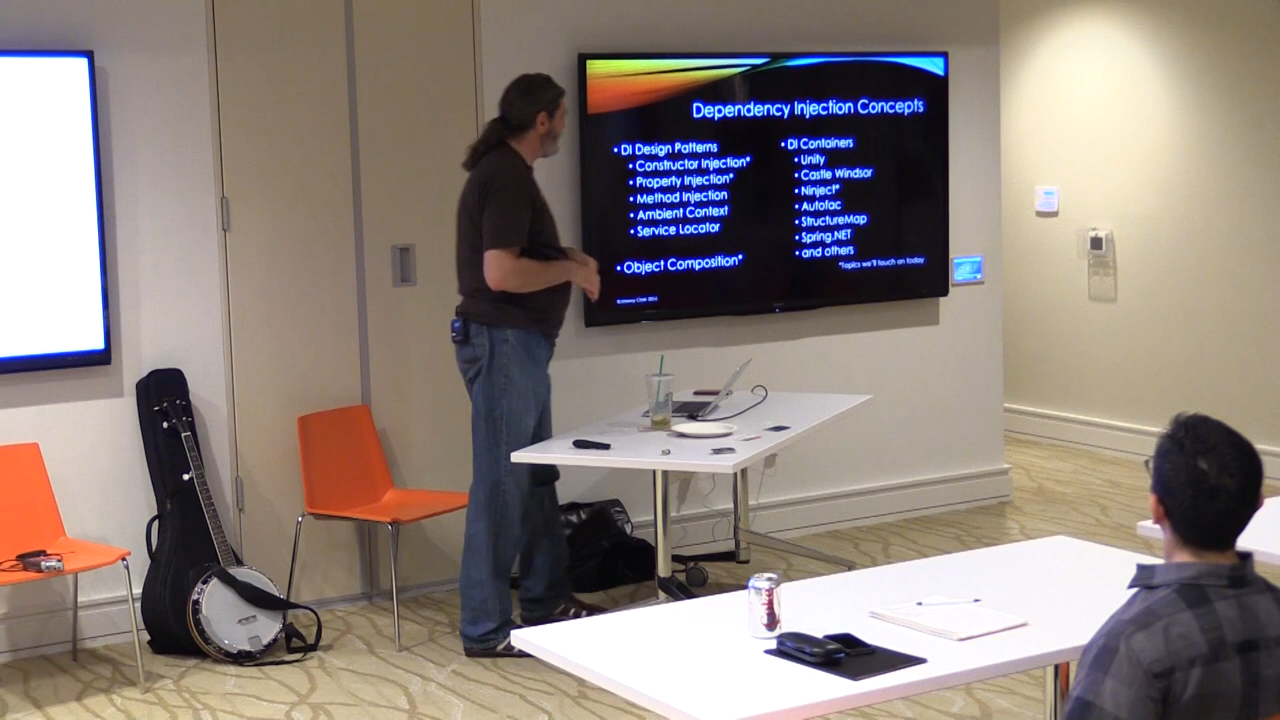 Dependency Injection Concepts
• DI Design Patterns
• Constructor Injection*
• Property Injection*
• Method Injection
• Ambient Context
• Service Locator
• Object Composition*
• DI Containers
• Unity
• Castle Windsor
• Ninject*
• Autofac
• StructureMap
• Spring.NET
• and others
*Topics we'll touch on today